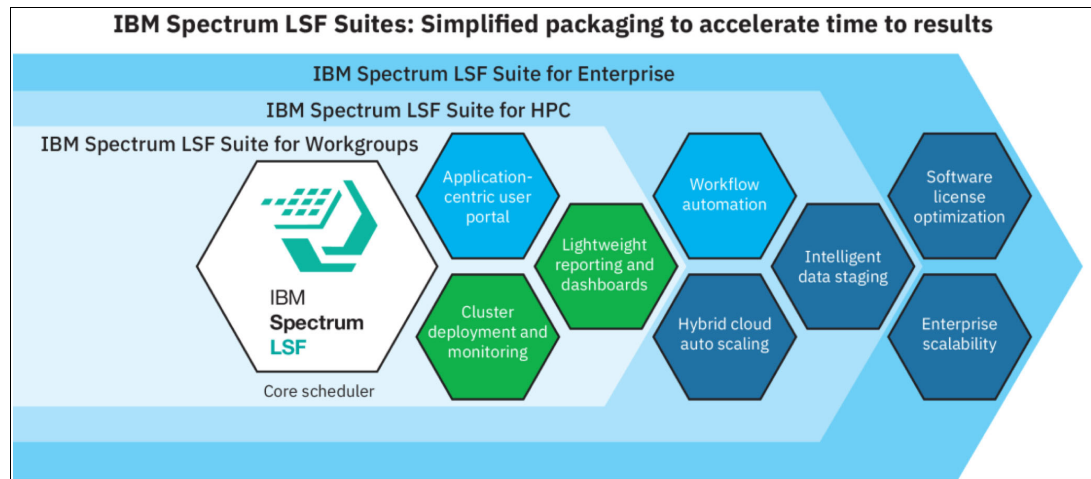 IBM Spectrum LSF Suites: Simplified packaging to accelerate time to results
IBM Spectrum LSF Suite for Enterprise
IBM Spectrum LSF Suite for HPC
IBM Spectrum LSF Suite for Workgroups
IBM
Spectrum
LSF
Core scheduler
Application-
centric user
portal
Cluster
deployment and
monitoring
Lightweight
reporting and
dashboards
Workflow
automation
Hybrid cloud
auto scaling
Intelligent
data staging
Software
license
optimization
Enterprise
scalability